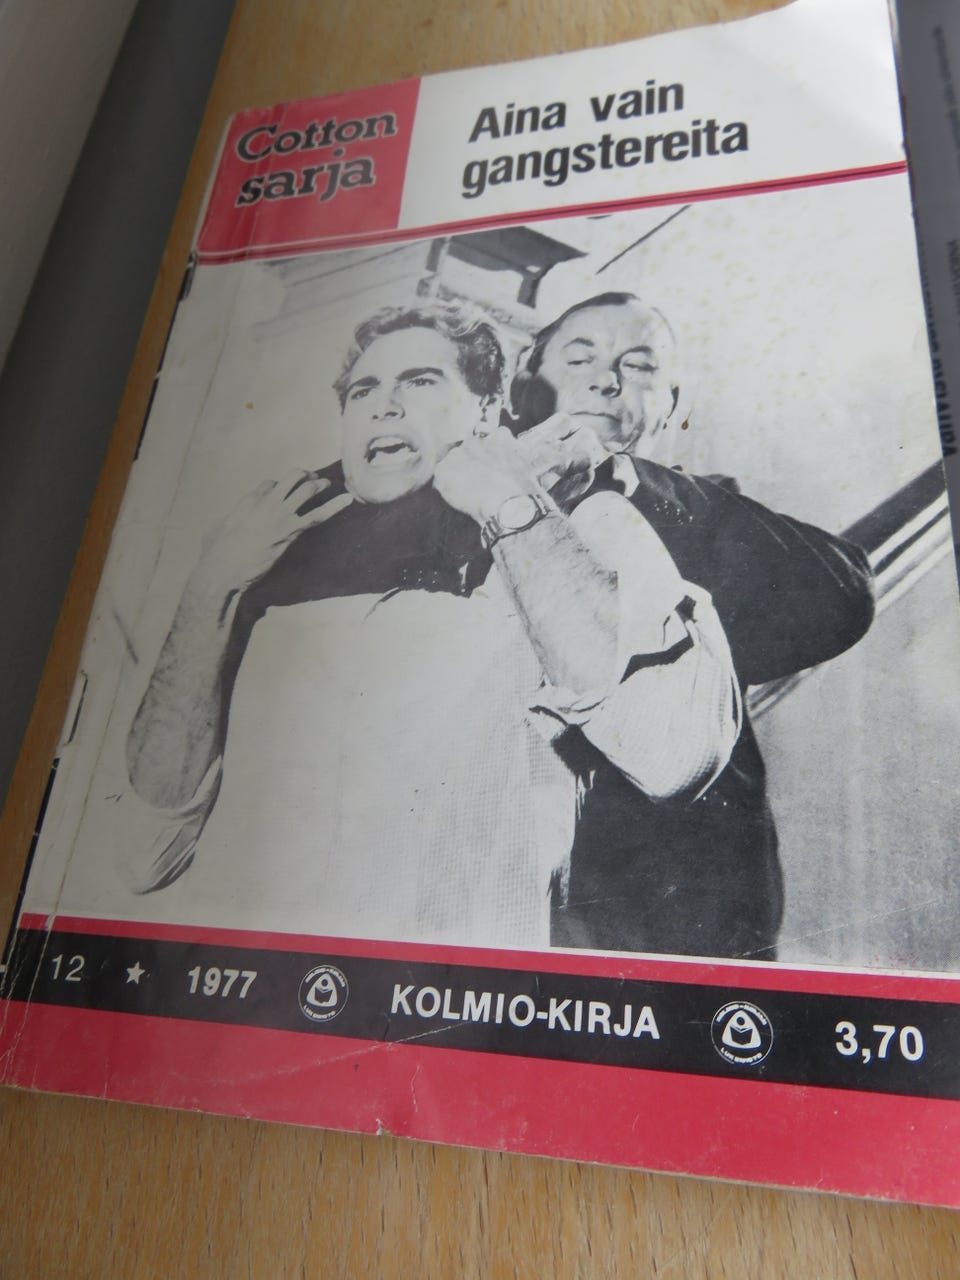 Cotton
sarja
Aina vain
gangstereita
12 ★ 1977 KOLMIO-KIRJA 3,70